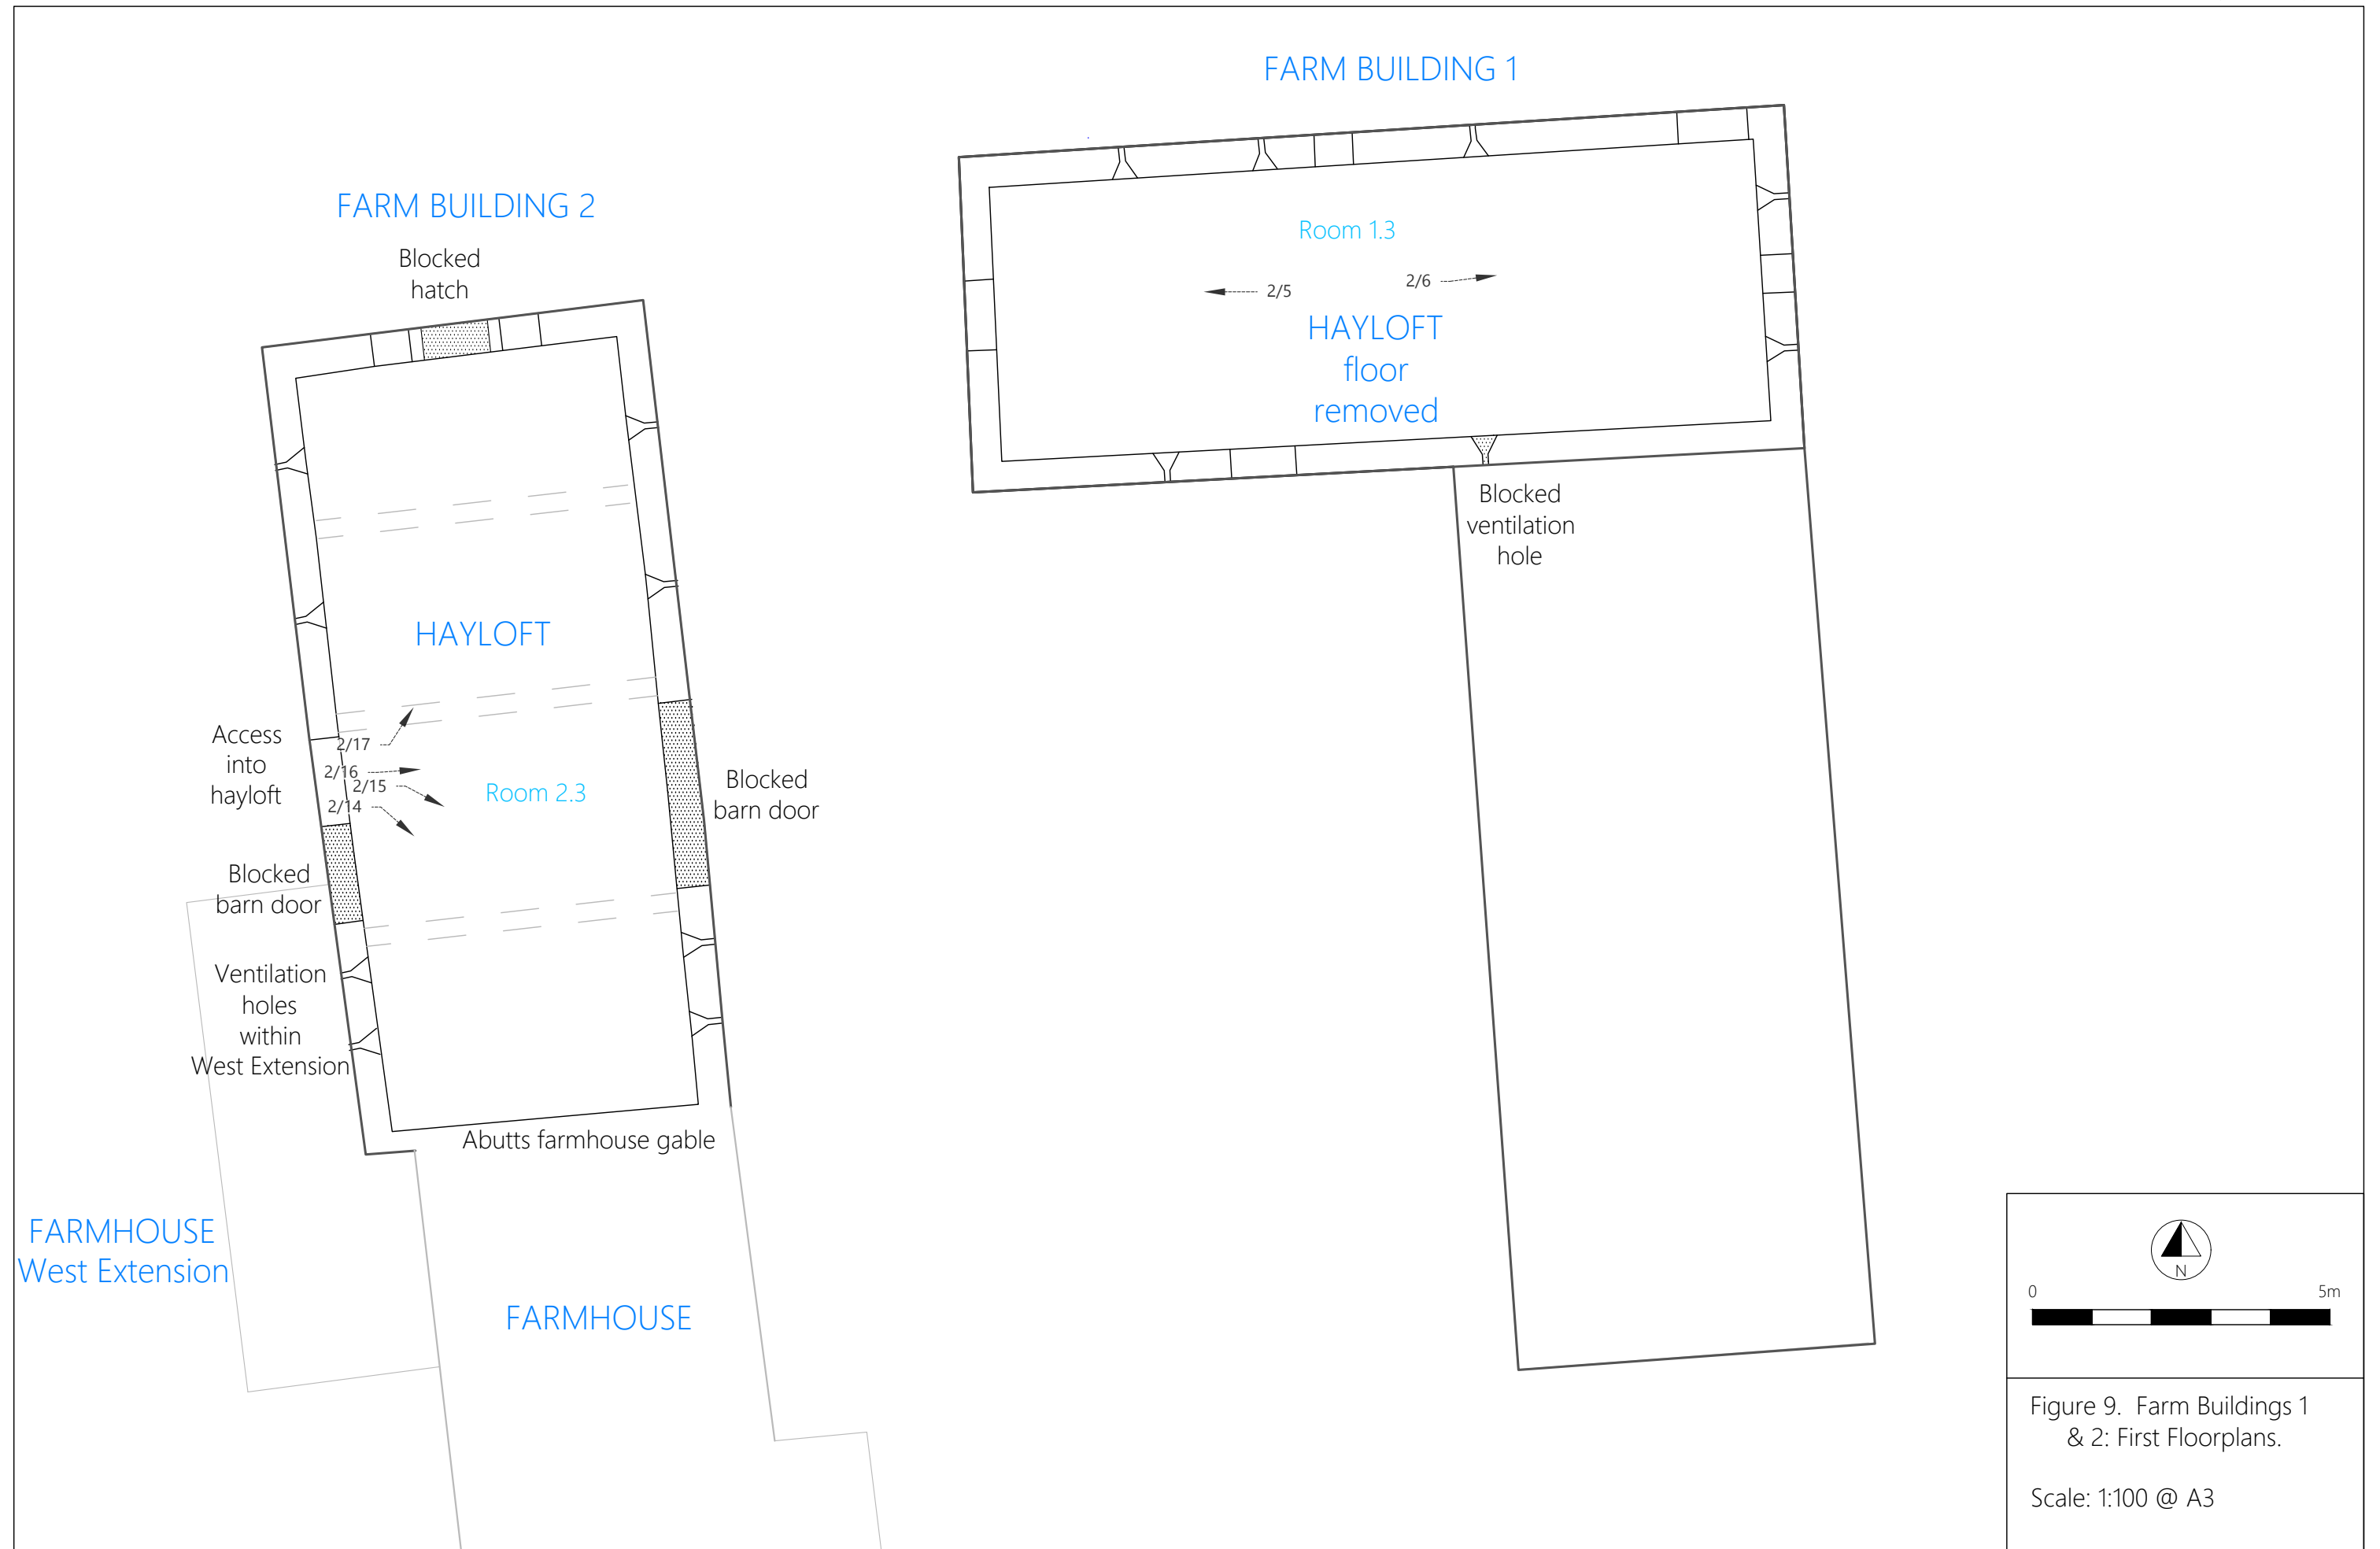 FARM BUILDING 1
FARM BUILDING 2
Blocked
hatch
Room 1.3
2/5
2/6
HAYLOFT
floor
removed
Blocked
ventilation
hole
HAYLOFT
Access
into
hayloft
2/17
2/16
2/15
2/14
Room 2.3
Blocked
barn door
Blocked
barn door
Ventilation
holes
within
West Extension
Abutts farmhouse gable
FARMHOUSE
West Extension
FARMHOUSE
N
0 5m
Figure 9. Farm Buildings 1
& 2: First Floorplans.
Scale: 1:100 @ A3